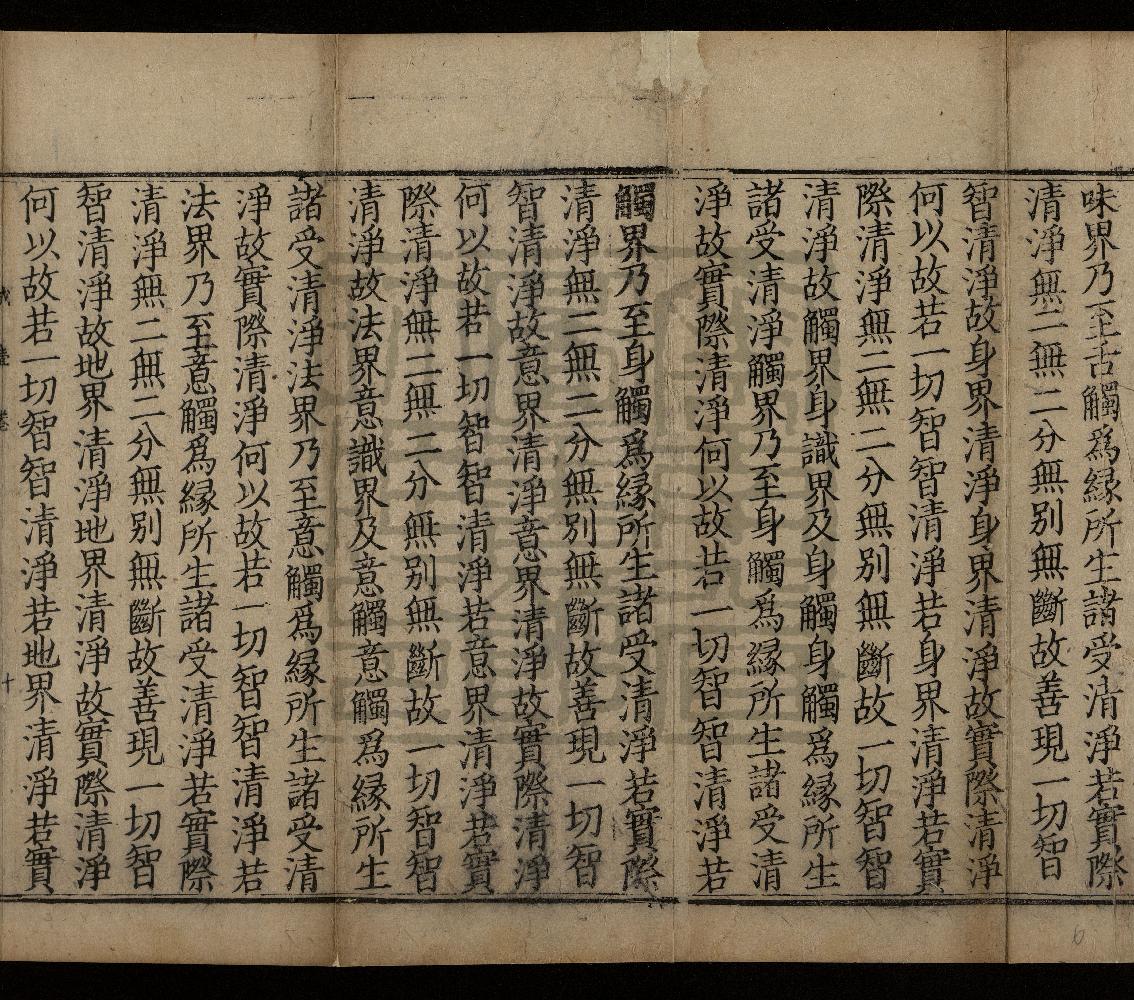 味界乃至舌觸爲緣所生諸受清淨若實際
清淨無二無二分無別無斷故善現一切智
智清淨故身界清淨身界清淨故實際清淨
何以故若一切智智清淨若身界清淨若實
際清淨無二無二分無別無斷故一切智智
清淨故觸界身識界及身觸身觸爲緣所生
諸受清淨觸界乃至身觸爲緣所生諸受清
淨故實際清淨何以故若一切智智清淨若
觸界乃至身觸爲緣所生諸受清淨若實際
清淨無二無二分無別無斷故善現一切智
智清淨故意界清淨意界清淨故實際清淨
何以故若一切智智清淨若意界清淨若實
際清淨無二無二分無別無斷故一切智智
清淨故法界意識界及意觸意觸爲緣所生
諸受清淨法界乃至意觸爲緣所生諸受清
淨故實際清淨何以故若一切智智清淨若
法界乃至意觸爲緣所生諸受清淨若實際
清淨無二無二分無別無斷故善現一切智
智清淨故地界清淨地界清淨故實際清淨
何以故若一切智智清淨若地界清淨若實
十
6